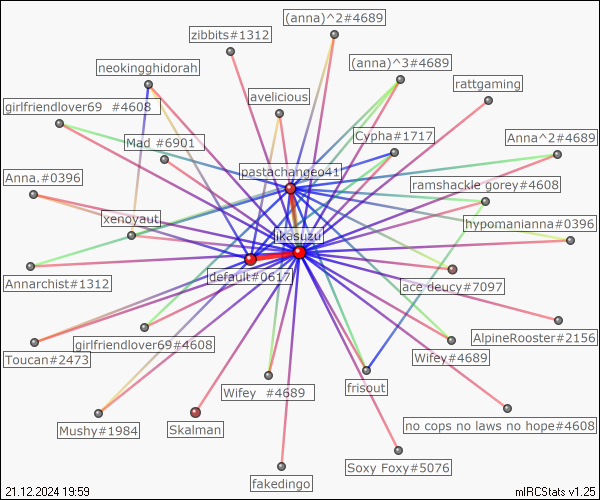 (anna)^2#4689
zibbits#1312
neokingghidorah
(anna)^3#4689
rattgaming
avelicious
girlfriendlover69 #4608
Cypha#1717
Anna^2#4689
Mad #6901
pastachangeo41
Anna.#0396
ramshackle gorey#4608
xenoyaut
hypomanianna#0396
ikasuzu
default#0617
Annarchist#1312
ace deucy#7097
AlpineRooster#2156
girlfriendlover69#4608
Toucan#2473
Wifey#4689
Wifey #4689
frisout
Mushy#1984
Skalman
no cops no laws no hope#4608
Soxy Foxy#5076
fakedingo
21.12.2024 19:59
mIRCStats v1.25